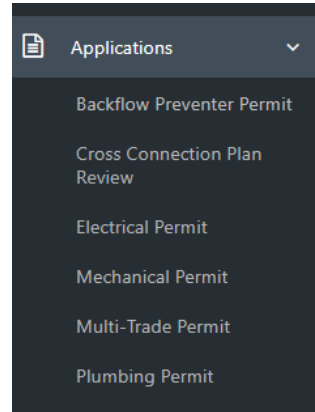 Applications
Backflow Preventer Permit
Cross Connection Plan
Review
Electrical Permit
Mechanical Permit
Multi-Trade Permit
Plumbing Permit